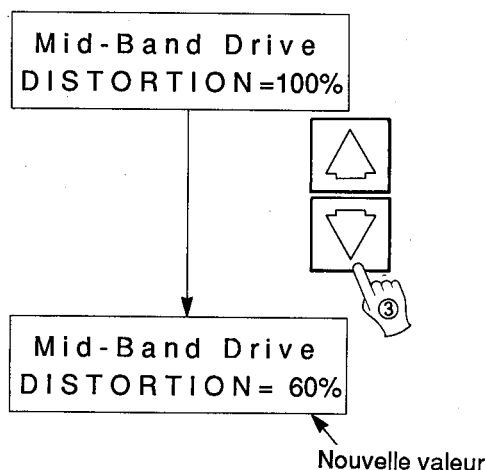 Mid-Band Drive
DISTORTION=100%
③
Mid-Band Drive
DISTORTION= 60%
Nouvelle valeur